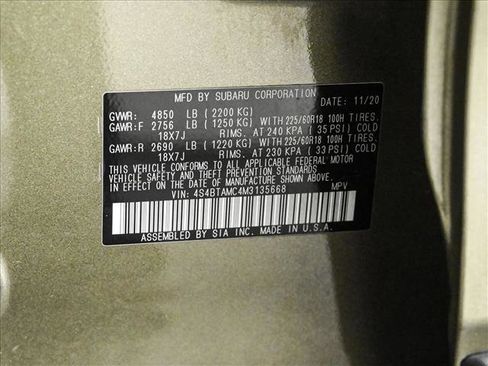 MFD BY SUBARU CORPORATION
DATE: 11/20
GVWR: 4850 LB ( 2200 KG)
GAWR:F 2756 LB ( 1250 KG) WITH 225/60R18 100H TIRES.
18X7J RIMS. AT 240 KPA ( 35 PSI) COLD
GAWR:R 2690 LB ( 1220 KG) WITH 225/60R18 100H TIRES.
18X7J RIMS. AT 230 KPA ( 33 PSI) COLD
THIS VEHICLE CONFORMS TO ALL APPLICABLE FEDERAL MOTOR
VEHICLE SAFETY AND THEFT PREVENTION STANDARDS IN
EFFECT ON THE DATE OF MANUFACTURE SHOWN ABOVE.
VIN: 4S4BTAMC4M3135668 MPV
ASSEMBLED BY SIA INC. MADE IN U.S.A.